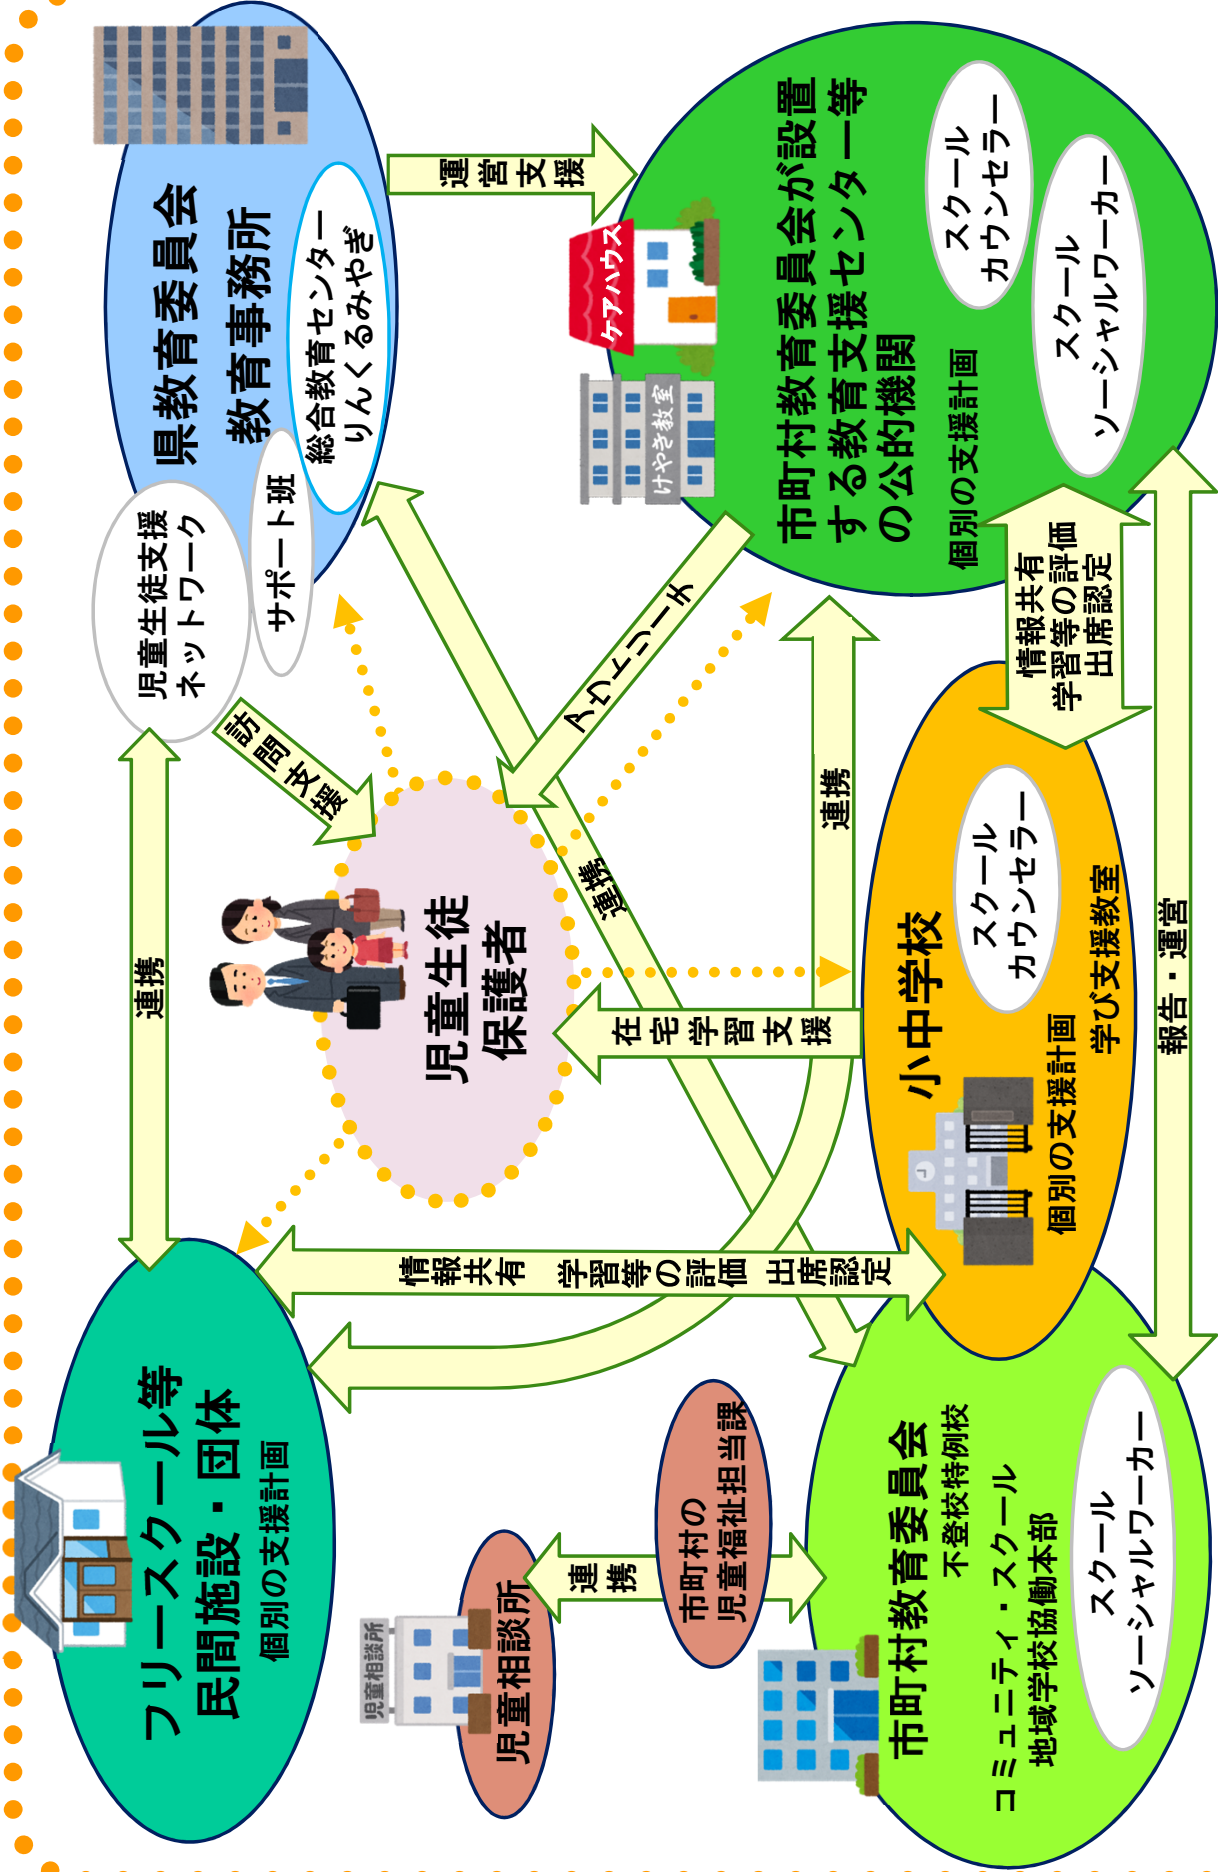 フリースクール等
民間施設・団体
個別の支援計画
連携
児童生徒支援
ネットワーク
サポート班
県教育委員会
教育事務所
総合教育センター
りんくるみやぎ
訪問支援
運営支援
児童生徒
保護者
連携
アウトリーチ
児童相談所
児童相談所
連携
市町村の
児童福祉担当課
情報共有 学習等の評価 出席認定
在宅学習支援
連携
ケアハウス
けやき教室
市町村教育委員会が設置
する教育支援センター等
の公的機関
個別の支援計画
スクール
カウンセラー
スクール
ソーシャルワーカー
市町村教育委員会
不登校特例校
コミュニティ・スクール
地域学校協働本部
スクール
ソーシャルワーカー
小中学校
スクール
カウンセラー
個別の支援計画
学び支援教室
情報共有
学習等の評価
出席認定
報告・運営